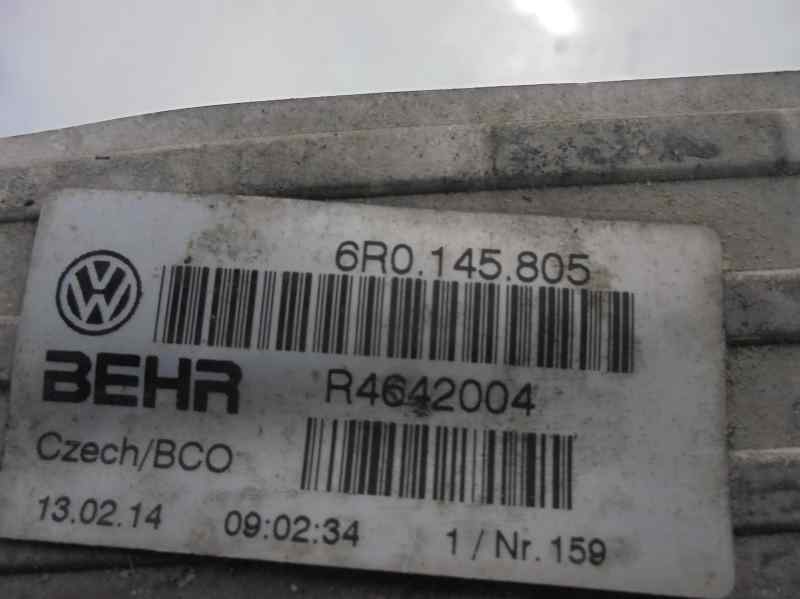 6R0.145.805
BEHR R4642004
Czech/BCO
13.02.14 09:02:34 1 / Nr. 159